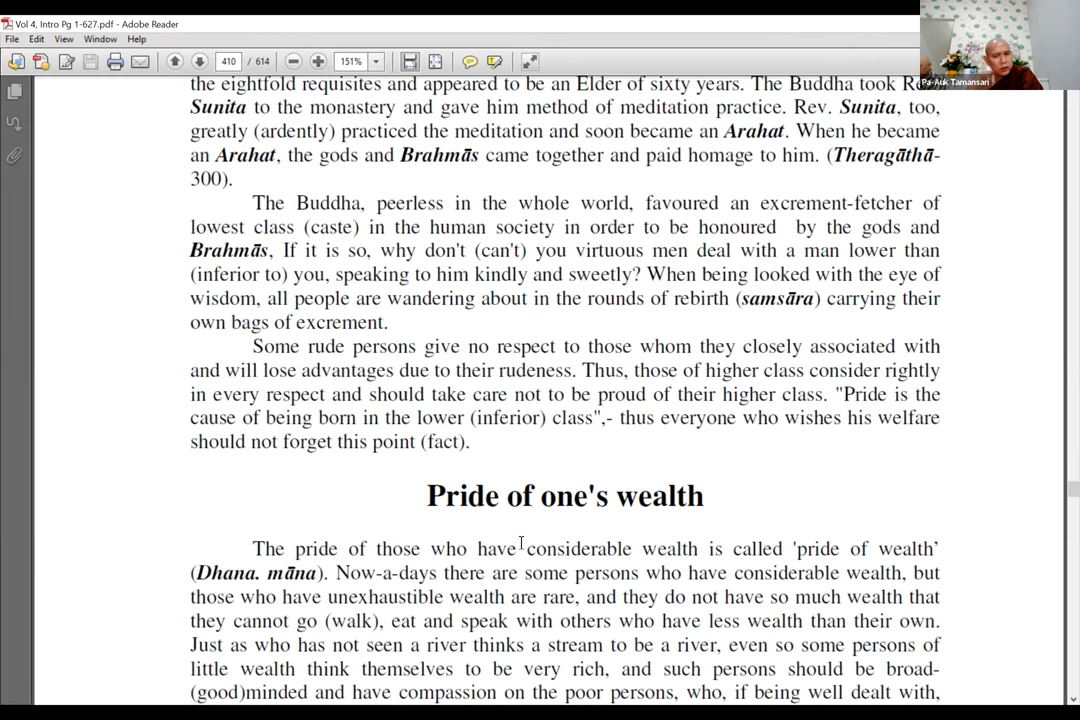 Vol 4, Intro Pg 1-627.pdf - Adobe Reader
File Edit View Window Help
410 / 614 151%
Pa-Auk Tamansari
the eightfold requisites and appeared to be an Elder of sixty years. The Buddha took
Sunita to the monastery and gave him method of meditation practice. Rev. Sunita, too,
greatly (ardently) practiced the meditation and soon became an Arahat. When he became
an Arahat, the gods and Brahmās came together and paid homage to him. (Theragāthā-
300).
The Buddha, peerless in the whole world, favoured an excrement-fetcher of
lowest class (caste) in the human society in order to be honoured by the gods and
Brahmās, If it is so, why don't (can't) you virtuous men deal with a man lower than
(inferior to) you, speaking to him kindly and sweetly? When being looked with the eye of
wisdom, all people are wandering about in the rounds of rebirth (samsāra) carrying their
own bags of excrement.
Some rude persons give no respect to those whom they closely associated with
and will lose advantages due to their rudeness. Thus, those of higher class consider rightly
in every respect and should take care not to be proud of their higher class. "Pride is the
cause of being born in the lower (inferior) class",- thus everyone who wishes his welfare
should not forget this point (fact).
Pride of one's wealth
The pride of those who have considerable wealth is called 'pride of wealth'
(Dhana. māna). Now-a-days there are some persons who have considerable wealth, but
those who have unexhaustible wealth are rare, and they do not have so much wealth that
they cannot go (walk), eat and speak with others who have less wealth than their own.
Just as who has not seen a river thinks a stream to be a river, even so some persons of
little wealth think themselves to be very rich, and such persons should be broad-
(good)minded and have compassion on the poor persons, who, if being well dealt with,